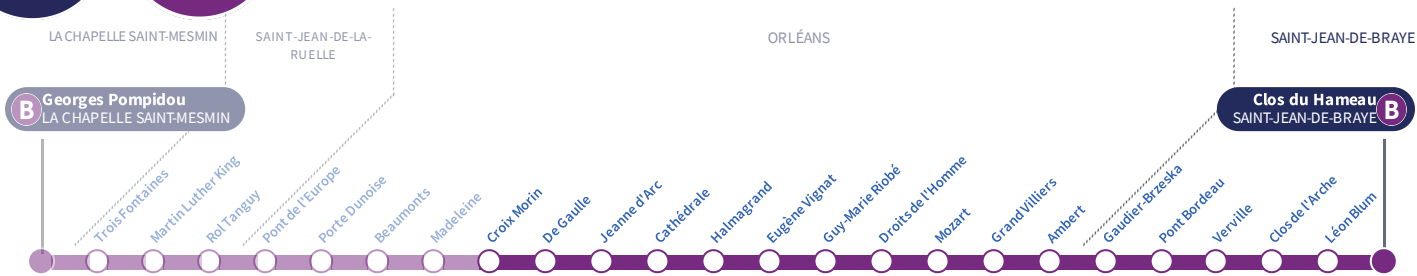 LA CHAPELLE SAINT-MESMIN
SAINT-JEAN-DE-LA-
RUELLE
ORLÉANS
SAINT-JEAN-DE-BRAYE
B
Georges Pompidou
LA CHAPELLE SAINT-MESMIN
Clos du Hameau
SAINT-JEAN-DE-BRAYE
B
Trois Fontaines
Martin Luther King
Rol Tanguy
Pont de l'Europe
Porte Dunoise
Beaumonts
Madeleine
Croix Morin
De Gaulle
Jeanne d'Arc
Cathédrale
Halmagrand
Eugène Vignat
Guy-Marie Riobé
Droits de l'Homme
Mozart
Grand Villiers
Ambert
Gaudier-Brzeska
Pont Bordeau
Verville
Clos de l'Arche
Léon Blum